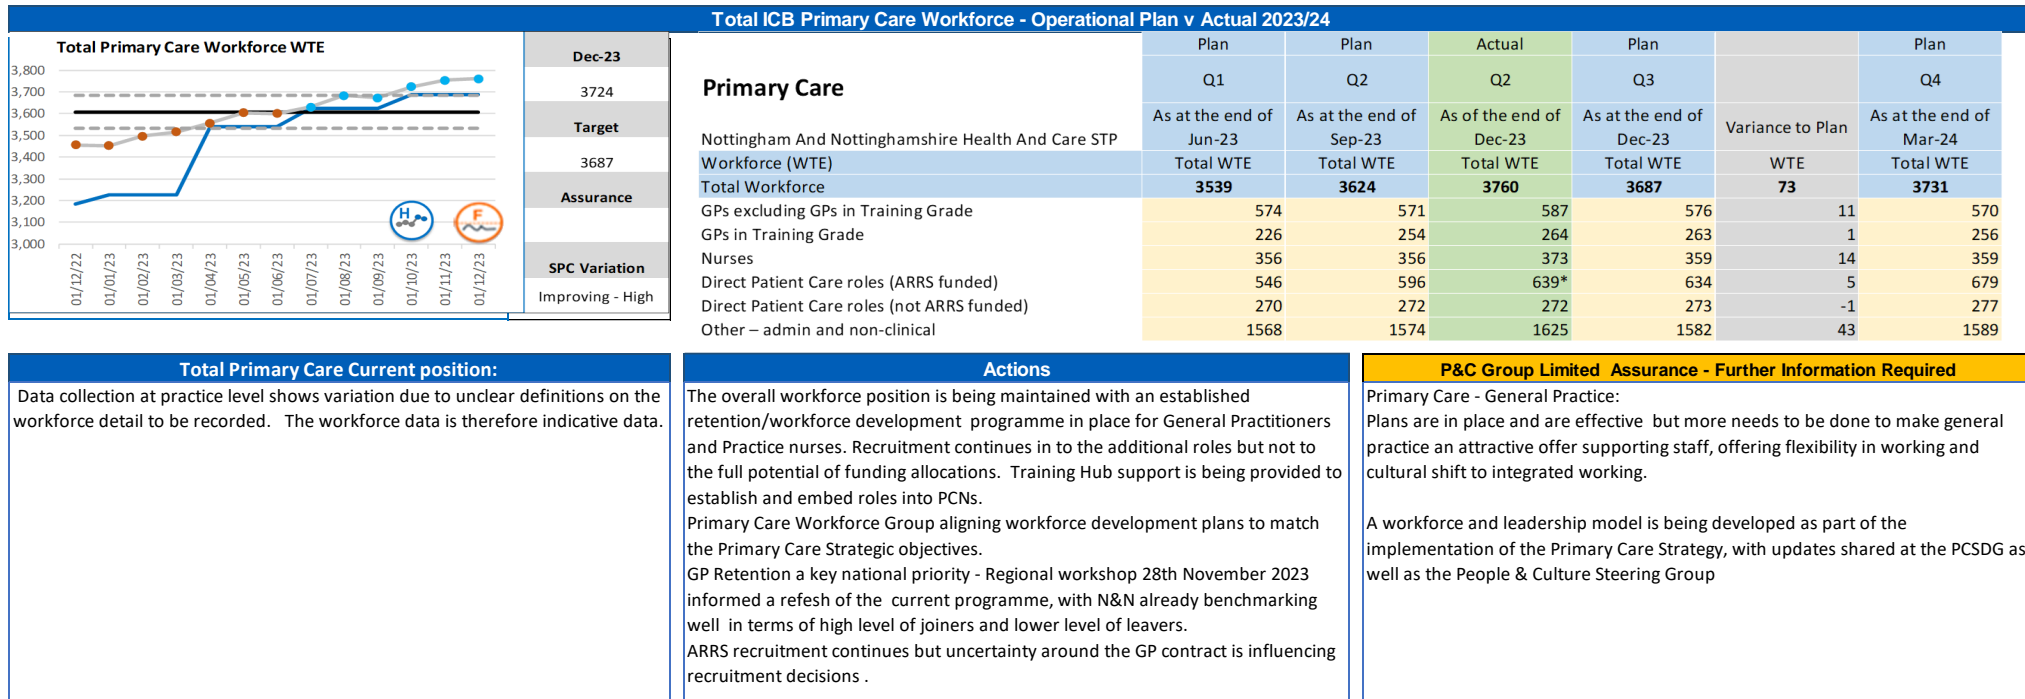 Total ICB Primary Care Workforce - Operational Plan v Actual 2023/24
Total Primary Care Workforce WTE
3,800
3,700
3,600
3,500
3,400
3,300
3,200
3,100
3,000
01/12/22
01/01/23
01/02/23
01/03/23
01/04/23
01/05/23
01/06/23
01/07/23
01/08/23
01/09/23
01/10/23
01/11/23
01/12/23
H
F
Dec-23
3724
Target
3687
Assurance
SPC Variation
Improving - High
Plan Plan Actual Plan Plan
Primary Care Q1 Q2 Q2 Q3 Q4
As at the end of As at the end of As of the end of As at the end of As at the end of
Nottingham And Nottinghamshire Health And Care STP Jun-23 Sep-23 Dec-23 Dec-23 Variance to Plan Mar-24
Workforce (WTE) Total WTE Total WTE Total WTE Total WTE WTE Total WTE
Total Workforce 3539 3624 3760 3687 73 3731
GPs excluding GPs in Training Grade 574 571 587 576 11 570
GPs in Training Grade 226 254 264 263 1 256
Nurses 356 356 373 359 14 359
Direct Patient Care roles (ARRS funded) 546 596 639* 634 5 679
Direct Patient Care roles (not ARRS funded) 270 272 272 273 -1 277
Other – admin and non-clinical 1568 1574 1625 1582 43 1589
Total Primary Care Current position:
Data collection at practice level shows variation due to unclear definitions on the
workforce detail to be recorded. The workforce data is therefore indicative data.
Actions
The overall workforce position is being maintained with an established
retention/workforce development programme in place for General Practitioners
and Practice nurses. Recruitment continues in to the additional roles but not to
the full potential of funding allocations. Training Hub support is being provided to
establish and embed roles into PCNs.
Primary Care Workforce Group aligning workforce development plans to match
the Primary Care Strategic objectives.
GP Retention a key national priority - Regional workshop 28th November 2023
informed a refesh of the current programme, with N&N already benchmarking
well in terms of high level of joiners and lower level of leavers.
ARRS recruitment continues but uncertainty around the GP contract is influencing
recruitment decisions .
P&C Group Limited Assurance - Further Information Required
Primary Care - General Practice:
Plans are in place and are effective but more needs to be done to make general
practice an attractive offer supporting staff, offering flexibility in working and
cultural shift to integrated working.
A workforce and leadership model is being developed as part of the
implementation of the Primary Care Strategy, with updates shared at the PCSDG as
well as the People & Culture Steering Group